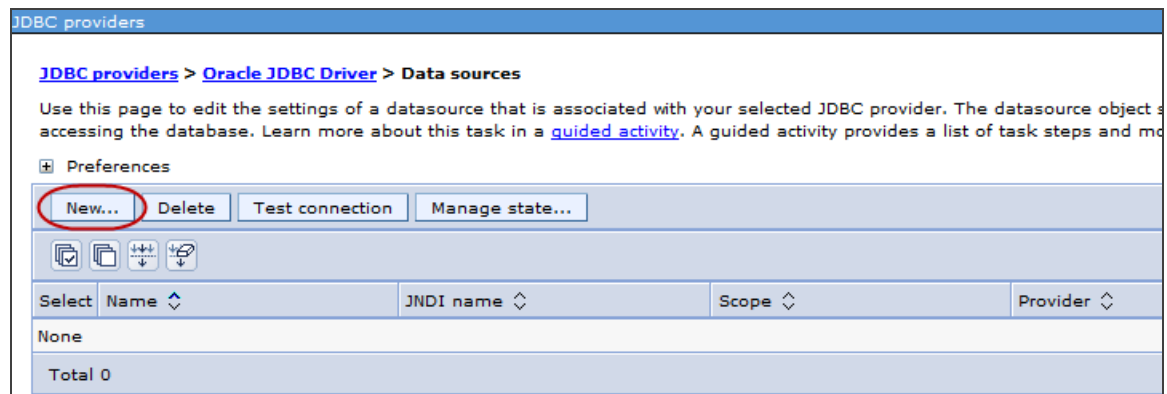 JDBC providers
JDBC providers > Oracle JDBC Driver > Data sources
Use this page to edit the settings of a datasource that is associated with your selected JDBC provider. The datasource object
accessing the database. Learn more about this task in a guided activity. A guided activity provides a list of task steps and
Preferences
New... Delete Test connection Manage state...
Select Name JNDI name Scope Provider
None
Total 0